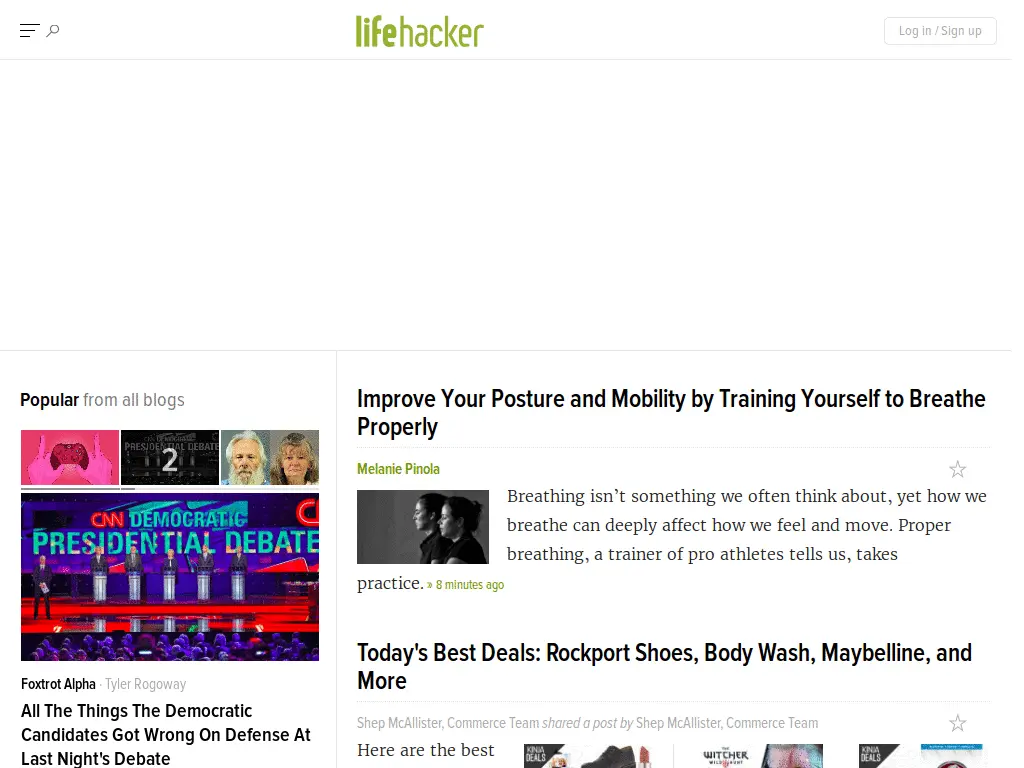 lifehacker
Log in / Sign up
Popular from all blogs
2
CNN DEMOCRATIC
PRESIDENTIAL DEBATE
Foxtrot Alpha · Tyler Rogoway
All The Things The Democratic
Candidates Got Wrong On Defense At
Last Night's Debate
Improve Your Posture and Mobility by Training Yourself to Breathe
Properly
Melanie Pinola
Breathing isn’t something we often think about, yet how we
breathe can deeply affect how we feel and move. Proper
breathing, a trainer of pro athletes tells us, takes
practice. » 8 minutes ago
Today's Best Deals: Rockport Shoes, Body Wash, Maybelline, and
More
Shep McAllister, Commerce Team shared a post by Shep McAllister, Commerce Team
Here are the best
KINJA
DEALS
THE
WITCHER
WILD HUNT
KINJA
DEALS